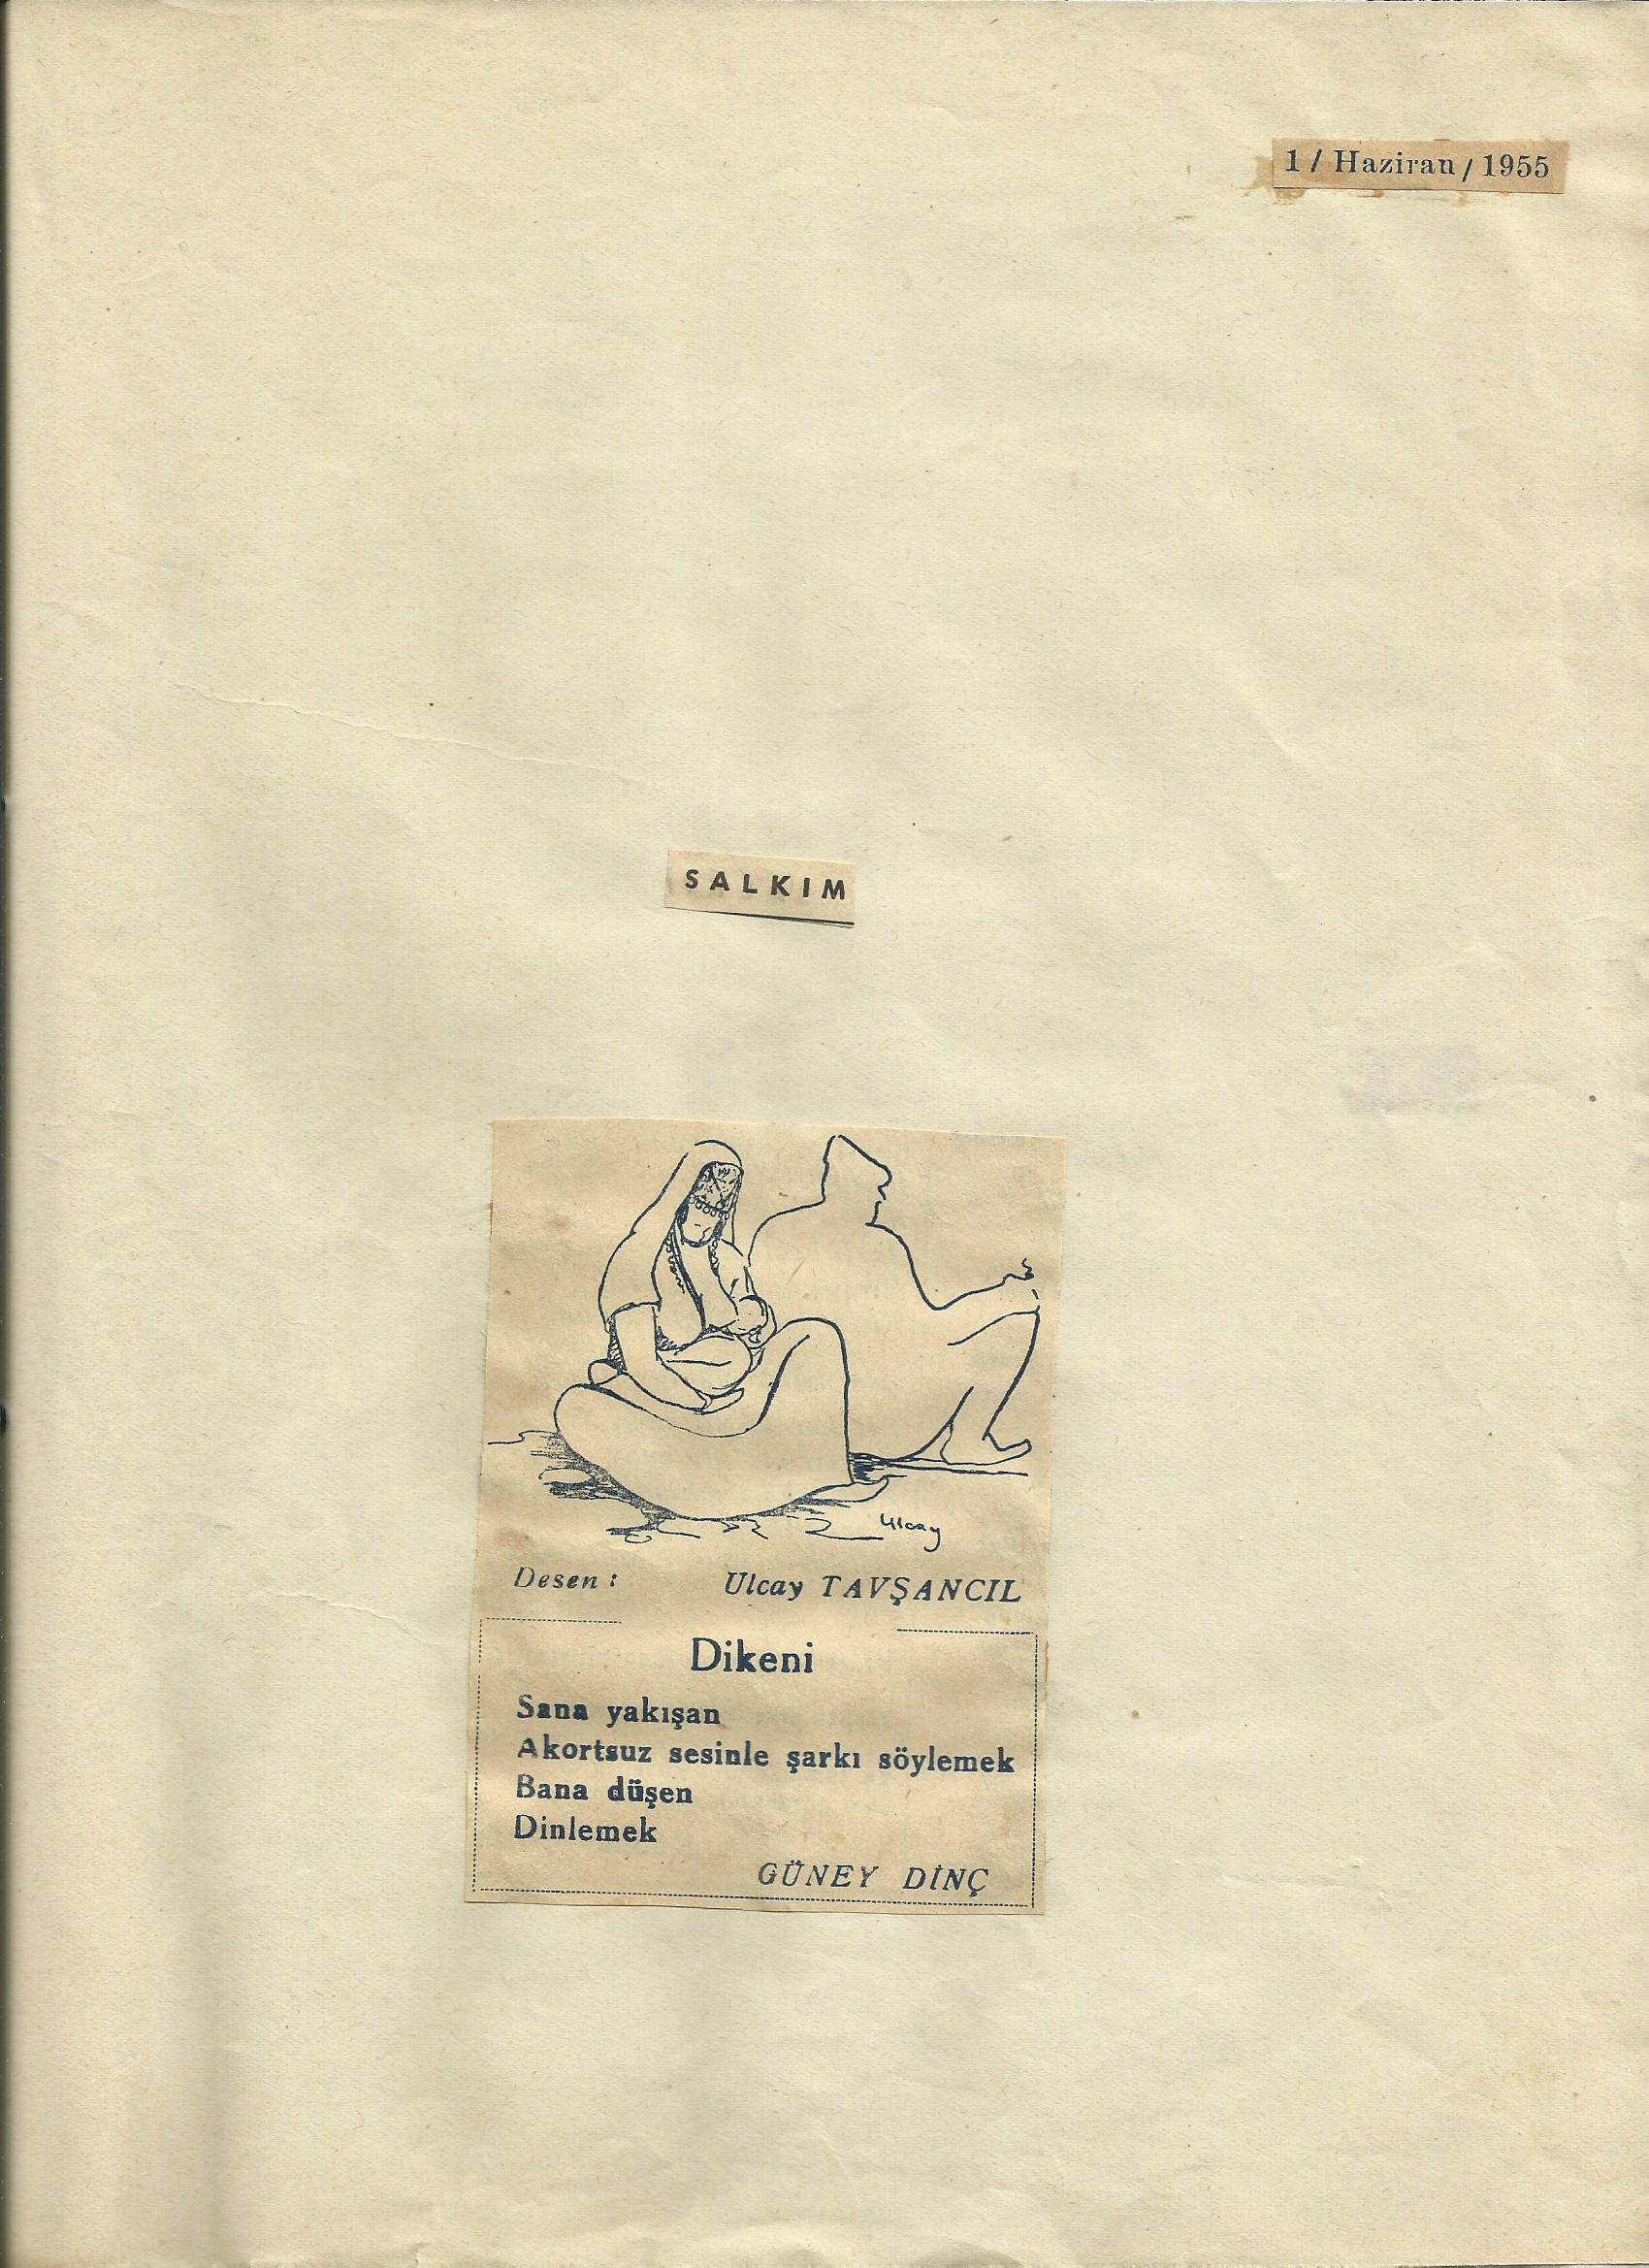 1 / Haziran / 1955
SALKIM
Ulcay
Desen : Ulcay TAVŞANCIL
Dikeni
Sana yakışan
Akortsuz sesinle şarkı söylemek
Bana düşen
Dinlemek
GÜNEY DİNÇ